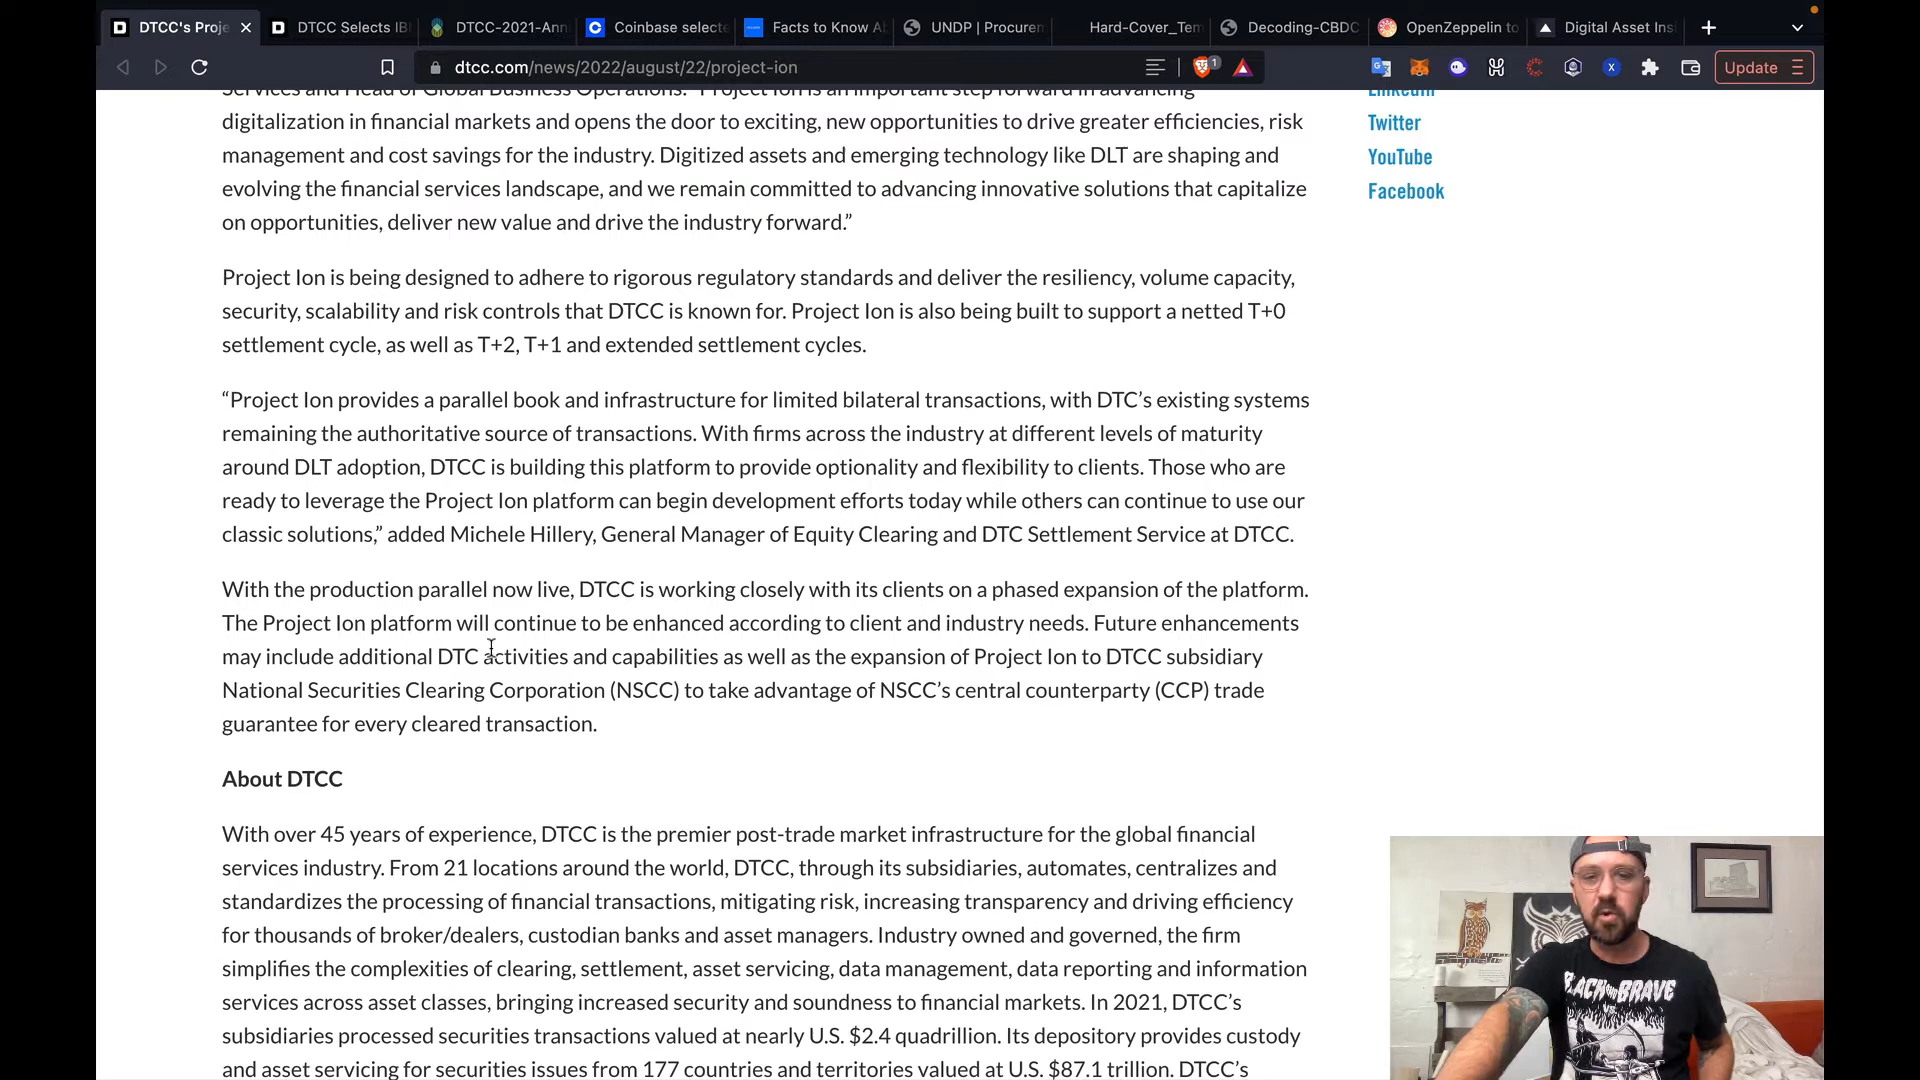 DTCC's Proje
DTCC Selects IBM
DTCC-2021-Ann
Coinbase selecte
Facts to Know A
UNDP | Procurem
Hard-Cover_Tem
Decoding-CBDC
OpenZeppelin to
Digital Asset Ins
dtcc.com/news/2022/august/22/project-ion
1
Update
Services and Head of Global Business Operations. "Project Ion is an important step forward in advancing
digitalization in financial markets and opens the door to exciting, new opportunities to drive greater efficiencies, risk
management and cost savings for the industry. Digitized assets and emerging technology like DLT are shaping and
evolving the financial services landscape, and we remain committed to advancing innovative solutions that capitalize
on opportunities, deliver new value and drive the industry forward.”
Project Ion is being designed to adhere to rigorous regulatory standards and deliver the resiliency, volume capacity,
security, scalability and risk controls that DTCC is known for. Project Ion is also being built to support a netted T+0
settlement cycle, as well as T+2, T+1 and extended settlement cycles.
“Project Ion provides a parallel book and infrastructure for limited bilateral transactions, with DTC’s existing systems
remaining the authoritative source of transactions. With firms across the industry at different levels of maturity
around DLT adoption, DTCC is building this platform to provide optionality and flexibility to clients. Those who are
ready to leverage the Project Ion platform can begin development efforts today while others can continue to use our
classic solutions,” added Michele Hillery, General Manager of Equity Clearing and DTC Settlement Service at DTCC.
With the production parallel now live, DTCC is working closely with its clients on a phased expansion of the platform.
The Project Ion platform will continue to be enhanced according to client and industry needs. Future enhancements
may include additional DTC activities and capabilities as well as the expansion of Project Ion to DTCC subsidiary
National Securities Clearing Corporation (NSCC) to take advantage of NSCC’s central counterparty (CCP) trade
guarantee for every cleared transaction.
About DTCC
With over 45 years of experience, DTCC is the premier post-trade market infrastructure for the global financial
services industry. From 21 locations around the world, DTCC, through its subsidiaries, automates, centralizes and
standardizes the processing of financial transactions, mitigating risk, increasing transparency and driving efficiency
for thousands of broker/dealers, custodian banks and asset managers. Industry owned and governed, the firm
simplifies the complexities of clearing, settlement, asset servicing, data management, data reporting and information
services across asset classes, bringing increased security and soundness to financial markets. In 2021, DTCC’s
subsidiaries processed securities transactions valued at nearly U.S. $2.4 quadrillion. Its depository provides custody
and asset servicing for securities issues from 177 countries and territories valued at U.S. $87.1 trillion. DTCC’s
LinkedIn
Twitter
YouTube
Facebook
BRAVE